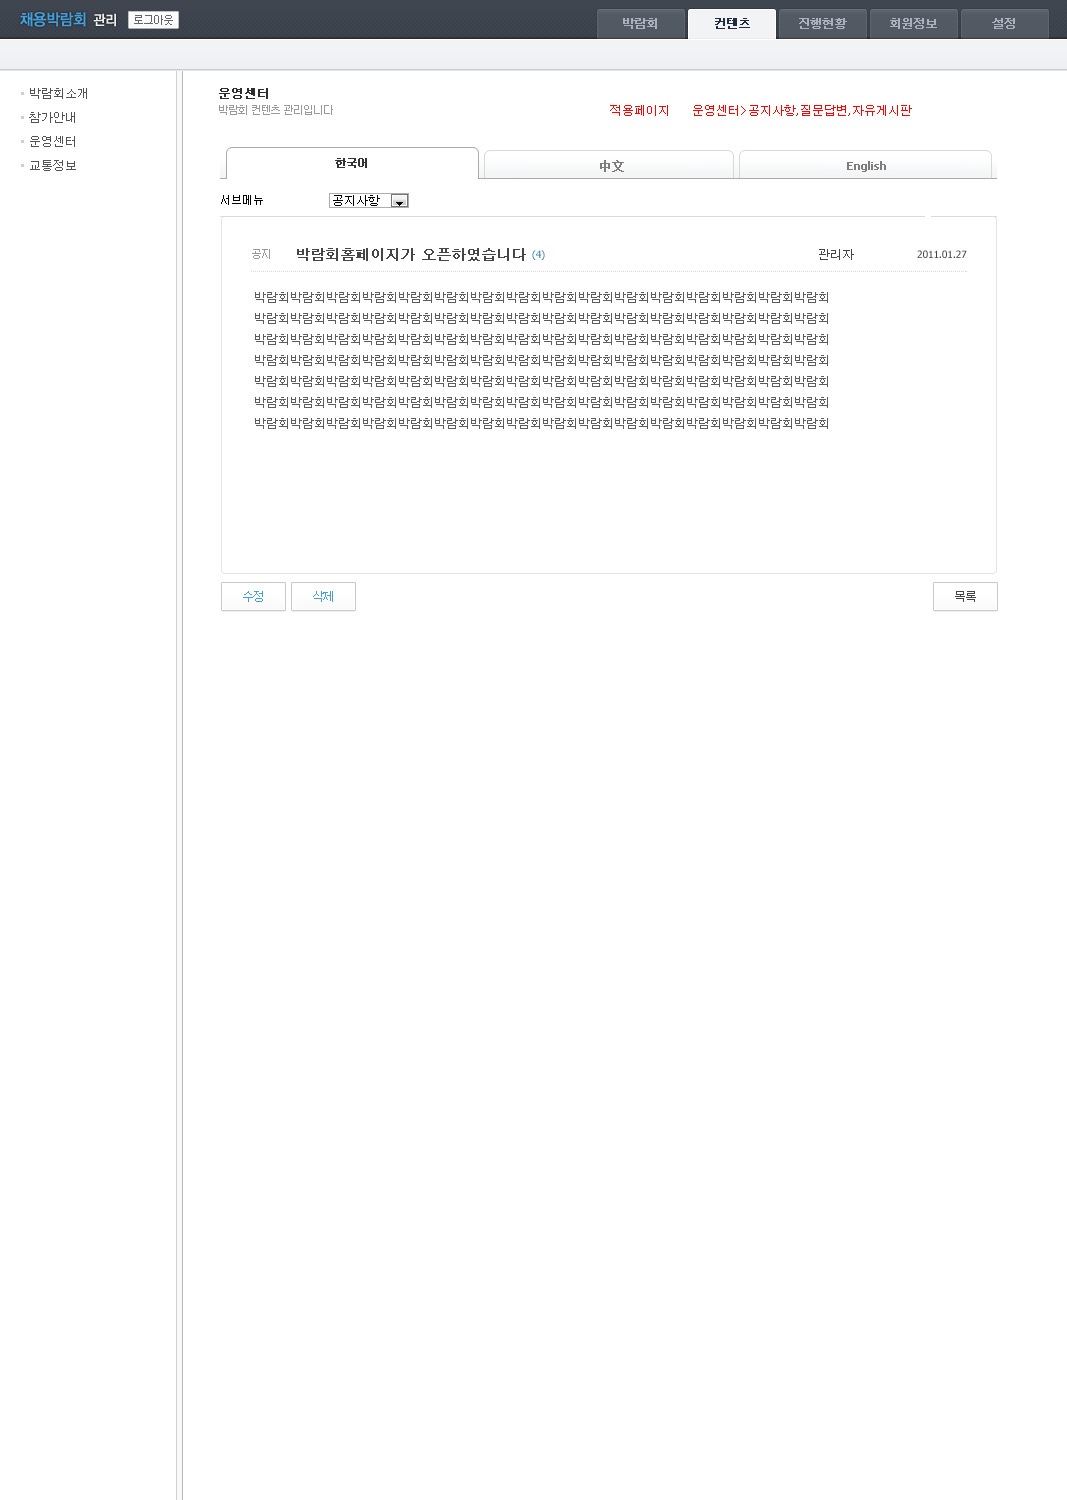 채용박람회 관리 로그아웃
박람회 컨텐츠 진행현황 회원정보 설정
박람회소개
참가안내
운영센터
교통정보
운영센터
박람회 컨텐츠 관리입니다
적용페이지 운영센터>공지사항,질문답변,자유게시판
한국어 中文 English
서브메뉴 공지사항
공지 박람회홈페이지가 오픈하였습니다 (4) 관리자 2011.01.27
박람회박람회박람회박람회박람회박람회박람회박람회박람회박람회박람회박람회박람회박람회박람회박람회
박람회박람회박람회박람회박람회박람회박람회박람회박람회박람회박람회박람회박람회박람회박람회박람회
박람회박람회박람회박람회박람회박람회박람회박람회박람회박람회박람회박람회박람회박람회박람회박람회
박람회박람회박람회박람회박람회박람회박람회박람회박람회박람회박람회박람회박람회박람회박람회박람회
박람회박람회박람회박람회박람회박람회박람회박람회박람회박람회박람회박람회박람회박람회박람회박람회
박람회박람회박람회박람회박람회박람회박람회박람회박람회박람회박람회박람회박람회박람회박람회박람회
박람회박람회박람회박람회박람회박람회박람회박람회박람회박람회박람회박람회박람회박람회박람회박람회
수정 삭제 목록